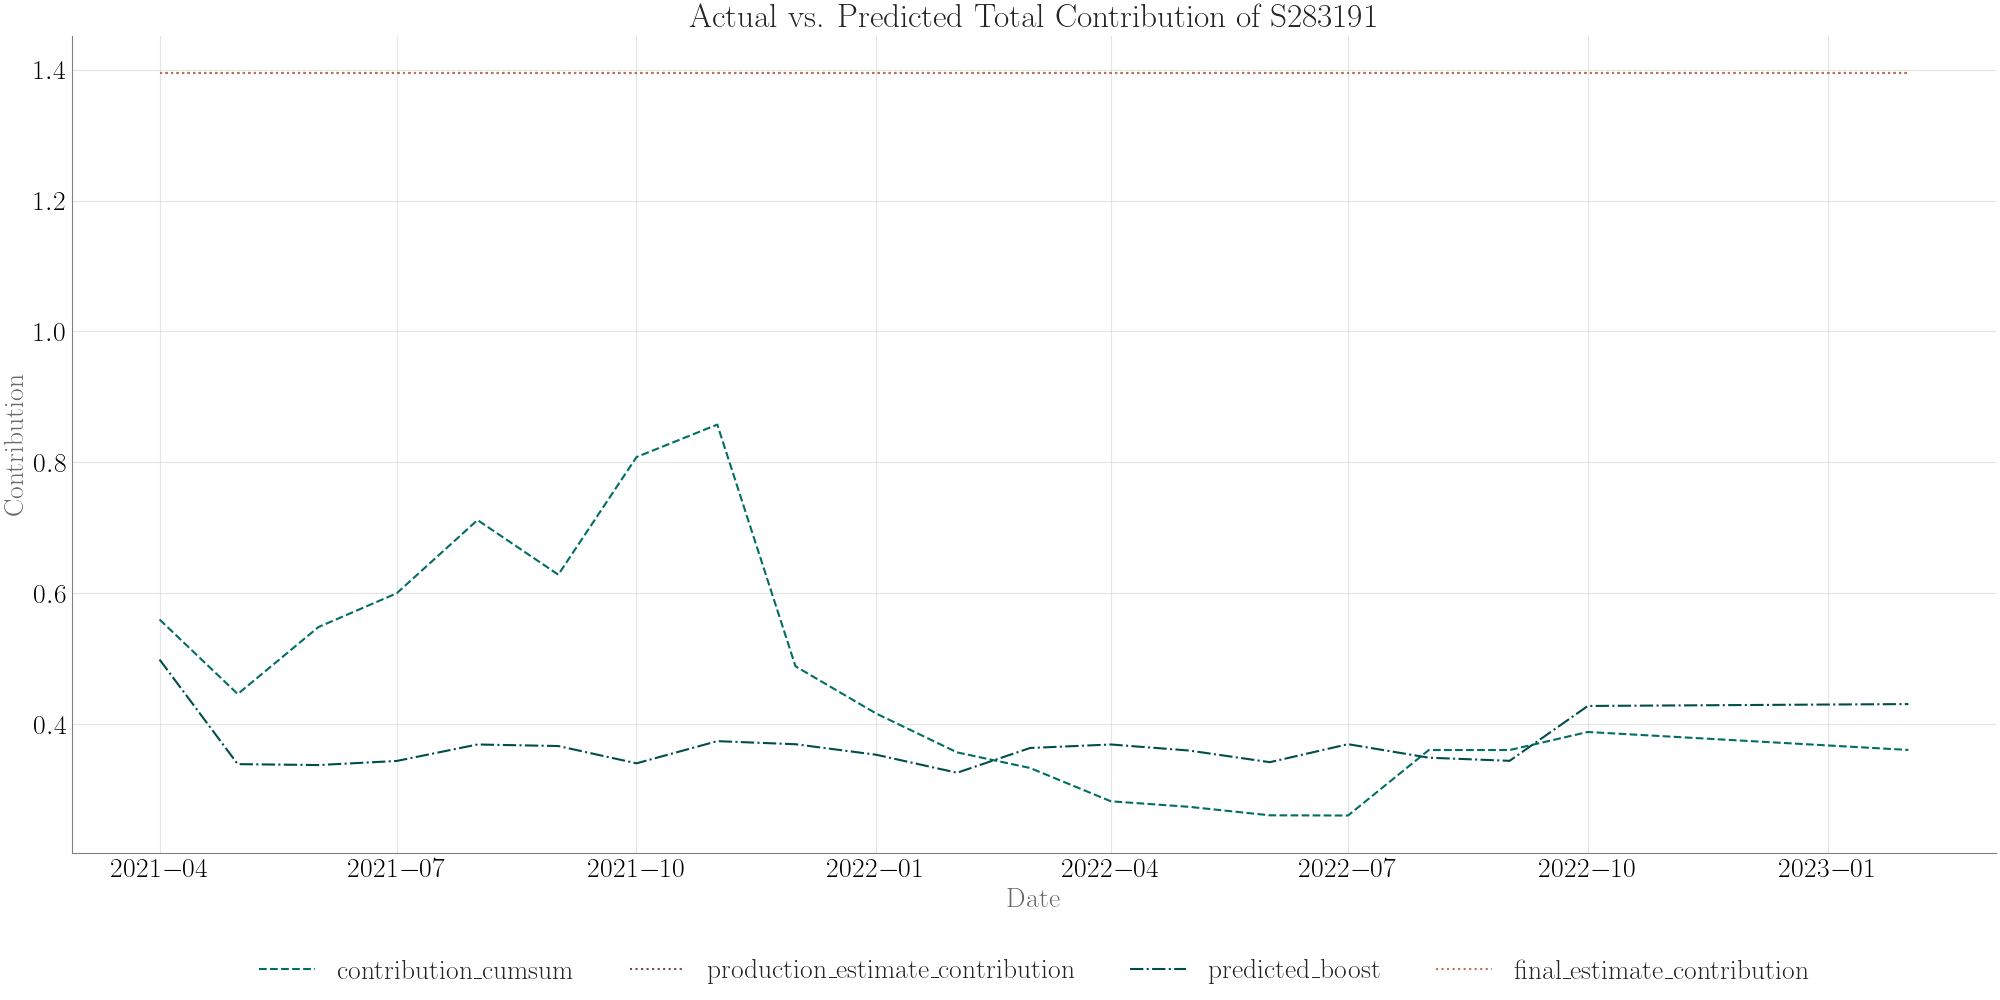 Actual vs. Predicted Total Contribution of S283191
Contribution
1.4
1.2
1.0
0.8
0.6
0.4
2021−04 2021−07 2021−10 2022−01 2022−04 2022−07 2022−10 2023−01
Date
contribution_cumsum production_estimate_contribution predicted_boost final_estimate_contribution